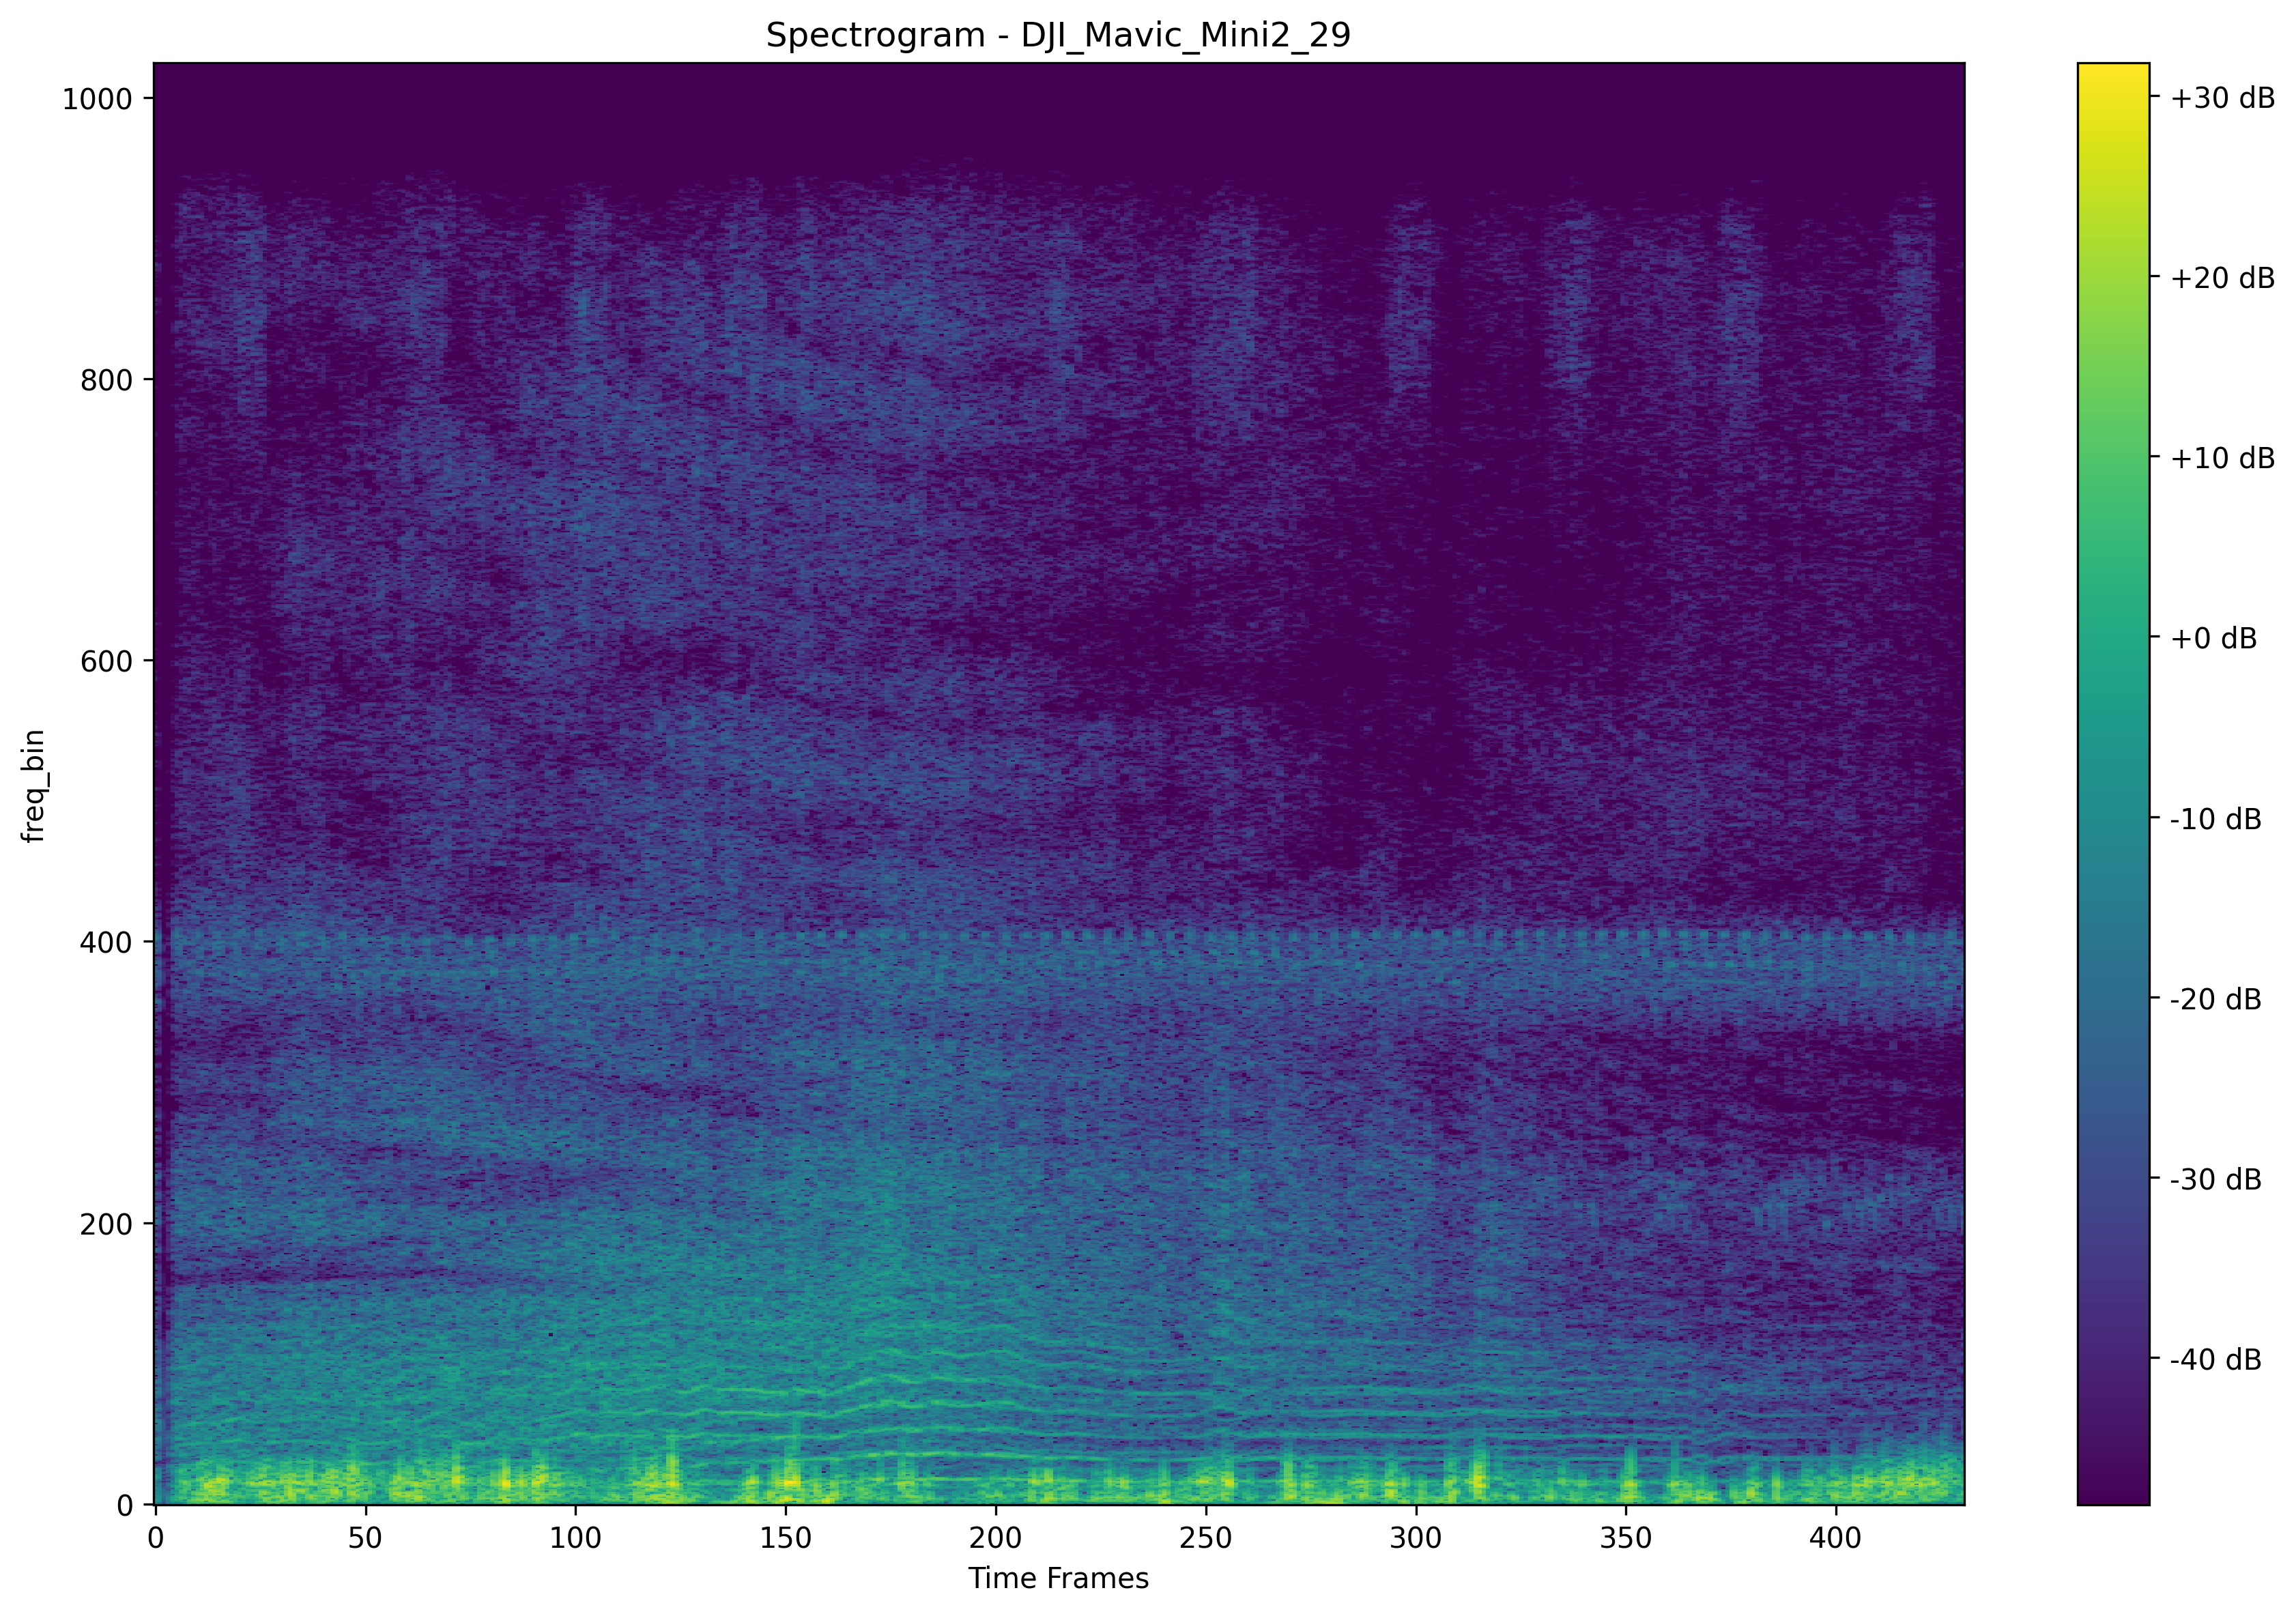 Spectrogram - DJI_Mavic_Mini2_29
1000
800
600
400
200
0
freq_bin
0 50 100 150 200 250 300 350 400
Time Frames
+30 dB
+20 dB
+10 dB
+0 dB
-10 dB
-20 dB
-30 dB
-40 dB